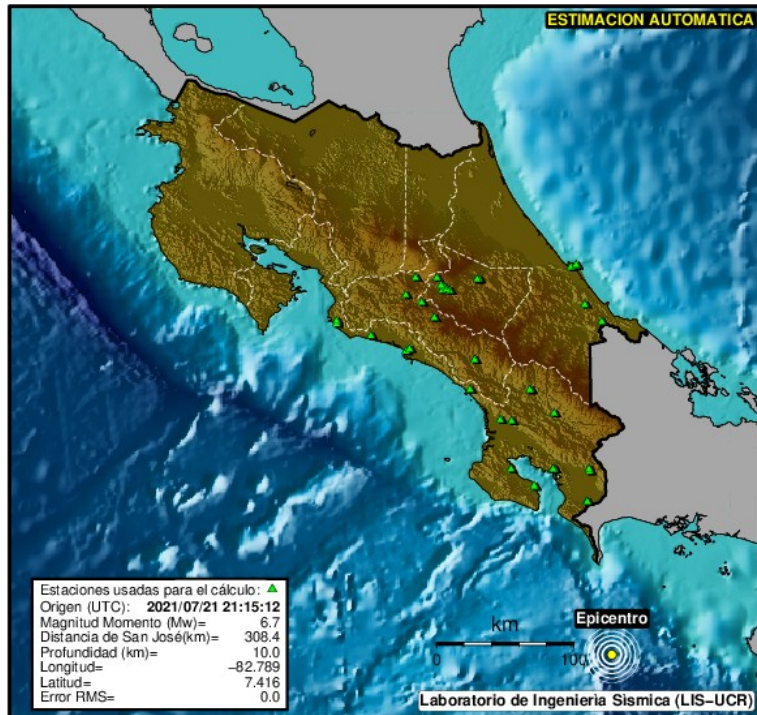 ESTIMACION AUTOMATICA
Estaciones usadas para el cálculo:
Origen (UTC): 2021/07/21 21:15:12
Magnitud Momento (Mw)= 6.7
Distancia de San José(km)= 308.4
Profundidad (km)= 10.0
Longitud= −82.789
Latitud= 7.416
Error RMS= 0.0
km
0 100
Epicentro
Laboratorio de Ingenierìa Sìsmica (LIS−UCR)